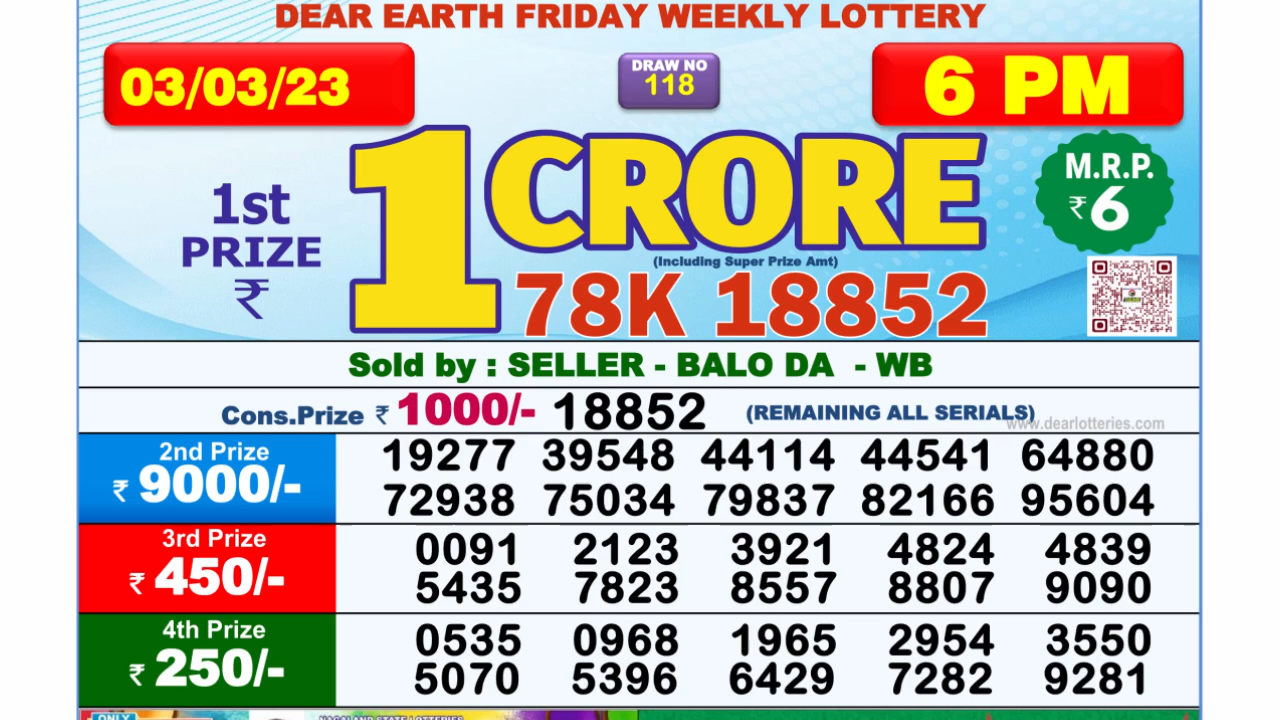 DEAR EARTH FRIDAY WEEKLY LOTTERY
03/03/23
DRAW NO
118
6 PM
1st
PRIZE
₹
1 CRORE
(Including Super Prize Amt)
78K 18852
M.R.P.
₹ 6
Sold by : SELLER - BALO DA - WB
Cons.Prize ₹ 1000/- 18852 (REMAINING ALL SERIALS)
www.dearlotteries.com
2nd Prize
₹ 9000/-
19277 39548 44114 44541 64880
72938 75034 79837 82166 95604
3rd Prize
₹ 450/-
0091 2123 3921 4824 4839
5435 7823 8557 8807 9090
4th Prize
₹ 250/-
0535 0968 1965 2954 3550
5070 5396 6429 7282 9281
ONLY
NAGALAND STATE LOTTERIES